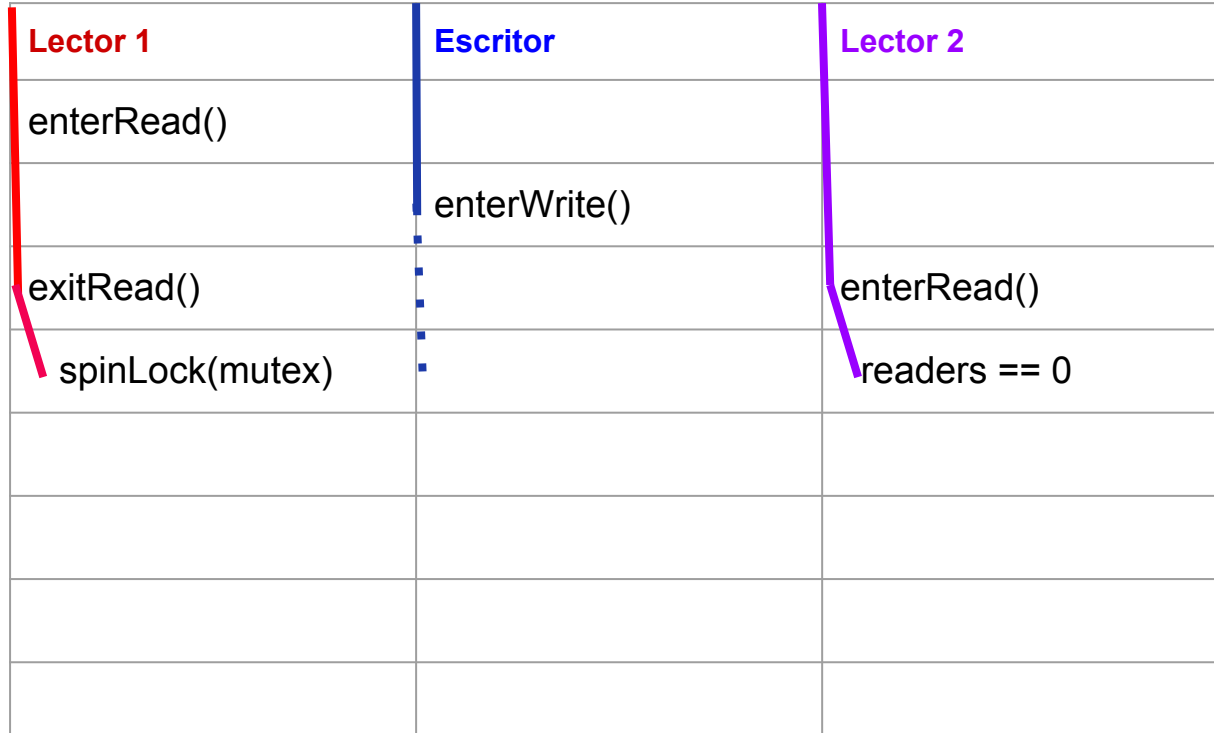 Lector 1
Escritor
Lector 2
enterRead()
enterWrite()
exitRead()
enterRead()
spinLock(mutex)
readers == 0